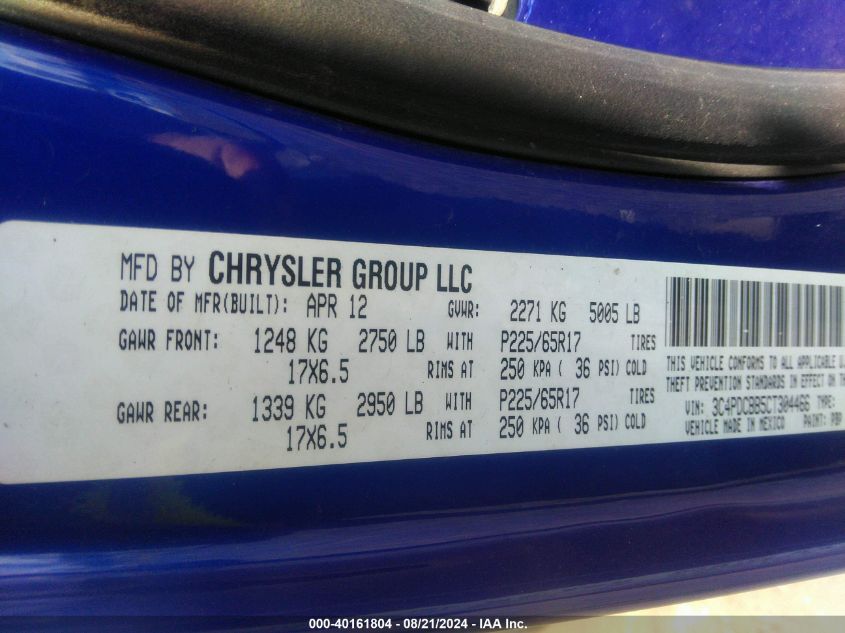 MFD BY CHRYSLER GROUP LLC
DATE OF MFR(BUILT): APR 12 GVWR: 2271 KG 5005 LB
GAWR FRONT: 1248 KG 2750 LB WITH P225/65R17 TIRES
17X6.5 RIMS AT 250 KPA ( 36 PSI) COLD
GAWR REAR: 1339 KG 2950 LB WITH P225/65R17 TIRES
17X6.5 RIMS AT 250 KPA ( 36 PSI) COLD
THIS VEHICLE CONFORMS TO ALL APPLICABLE
THEFT PREVENTION STANDARDS IN EFFECT ON
VIN: 3C4PDCBB5CT304466 TYPE:
VEHICLE MADE IN MEXICO PAINT: PBP
000-40161804 - 08/21/2024 - IAA Inc.